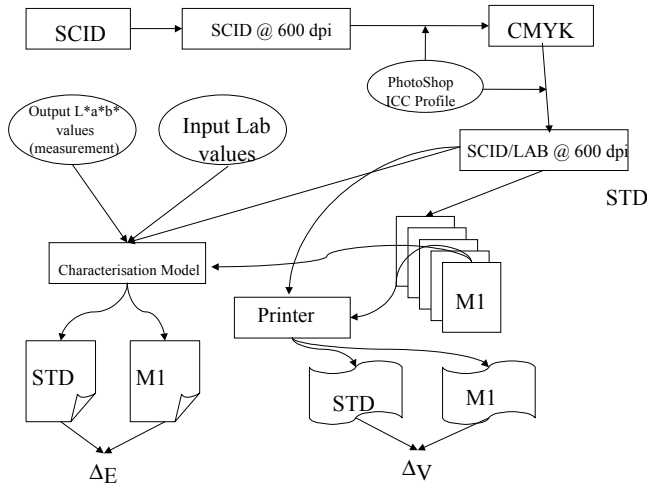 SCID
SCID @ 600 dpi
CMYK
PhotoShop
ICC Profile
Output L*a*b*
values
(measurement)
Input Lab
values
SCID/LAB @ 600 dpi
STD
Characterisation Model
M1
Printer
STD
M1
STD
M1
ΔE
ΔV